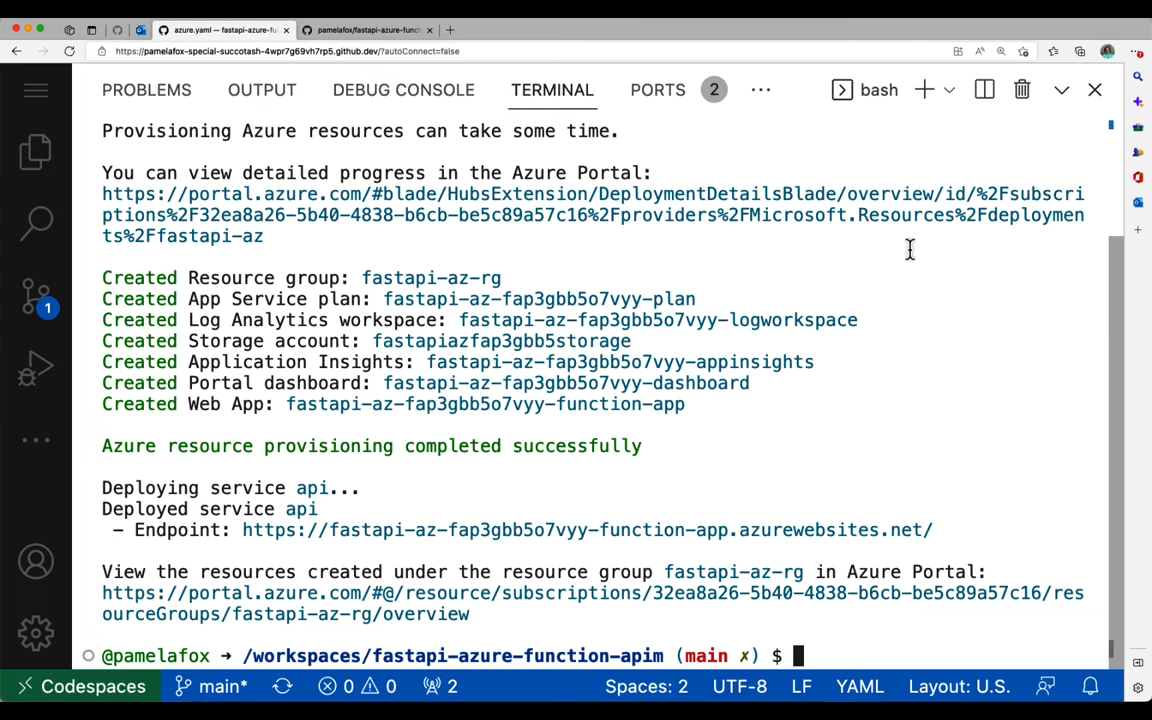 azure.yaml — fastapi-azure-fu
pamelafox/fastapi-azure-funct
https://pamelafox-special-succotash-4wpr7g69vh7rp5.github.dev/?autoConnect=false
PROBLEMS OUTPUT DEBUG CONSOLE TERMINAL PORTS 2 ··· bash
Provisioning Azure resources can take some time.
You can view detailed progress in the Azure Portal:
https://portal.azure.com/#blade/HubsExtension/DeploymentDetailsBlade/overview/id/%2Fsubscri
ptions%2F32ea8a26-5b40-4838-b6cb-be5c89a57c16%2Fproviders%2FMicrosoft.Resources%2Fdeploymen
ts%2Ffastapi-az
Created Resource group: fastapi-az-rg
Created App Service plan: fastapi-az-fap3gbb5o7vyy-plan
Created Log Analytics workspace: fastapi-az-fap3gbb5o7vyy-logworkspace
Created Storage account: fastapiazfap3gbb5storage
Created Application Insights: fastapi-az-fap3gbb5o7vyy-appinsights
Created Portal dashboard: fastapi-az-fap3gbb5o7vyy-dashboard
Created Web App: fastapi-az-fap3gbb5o7vyy-function-app
Azure resource provisioning completed successfully
Deploying service api...
Deployed service api
- Endpoint: https://fastapi-az-fap3gbb5o7vyy-function-app.azurewebsites.net/
View the resources created under the resource group fastapi-az-rg in Azure Portal:
https://portal.azure.com/#@/resource/subscriptions/32ea8a26-5b40-4838-b6cb-be5c89a57c16/res
ourceGroups/fastapi-az-rg/overview
@pamelafox ➜ /workspaces/fastapi-azure-function-apim (main ✗) $
1
Codespaces main* 0 0 2 Spaces: 2 UTF-8 LF YAML Layout: U.S.